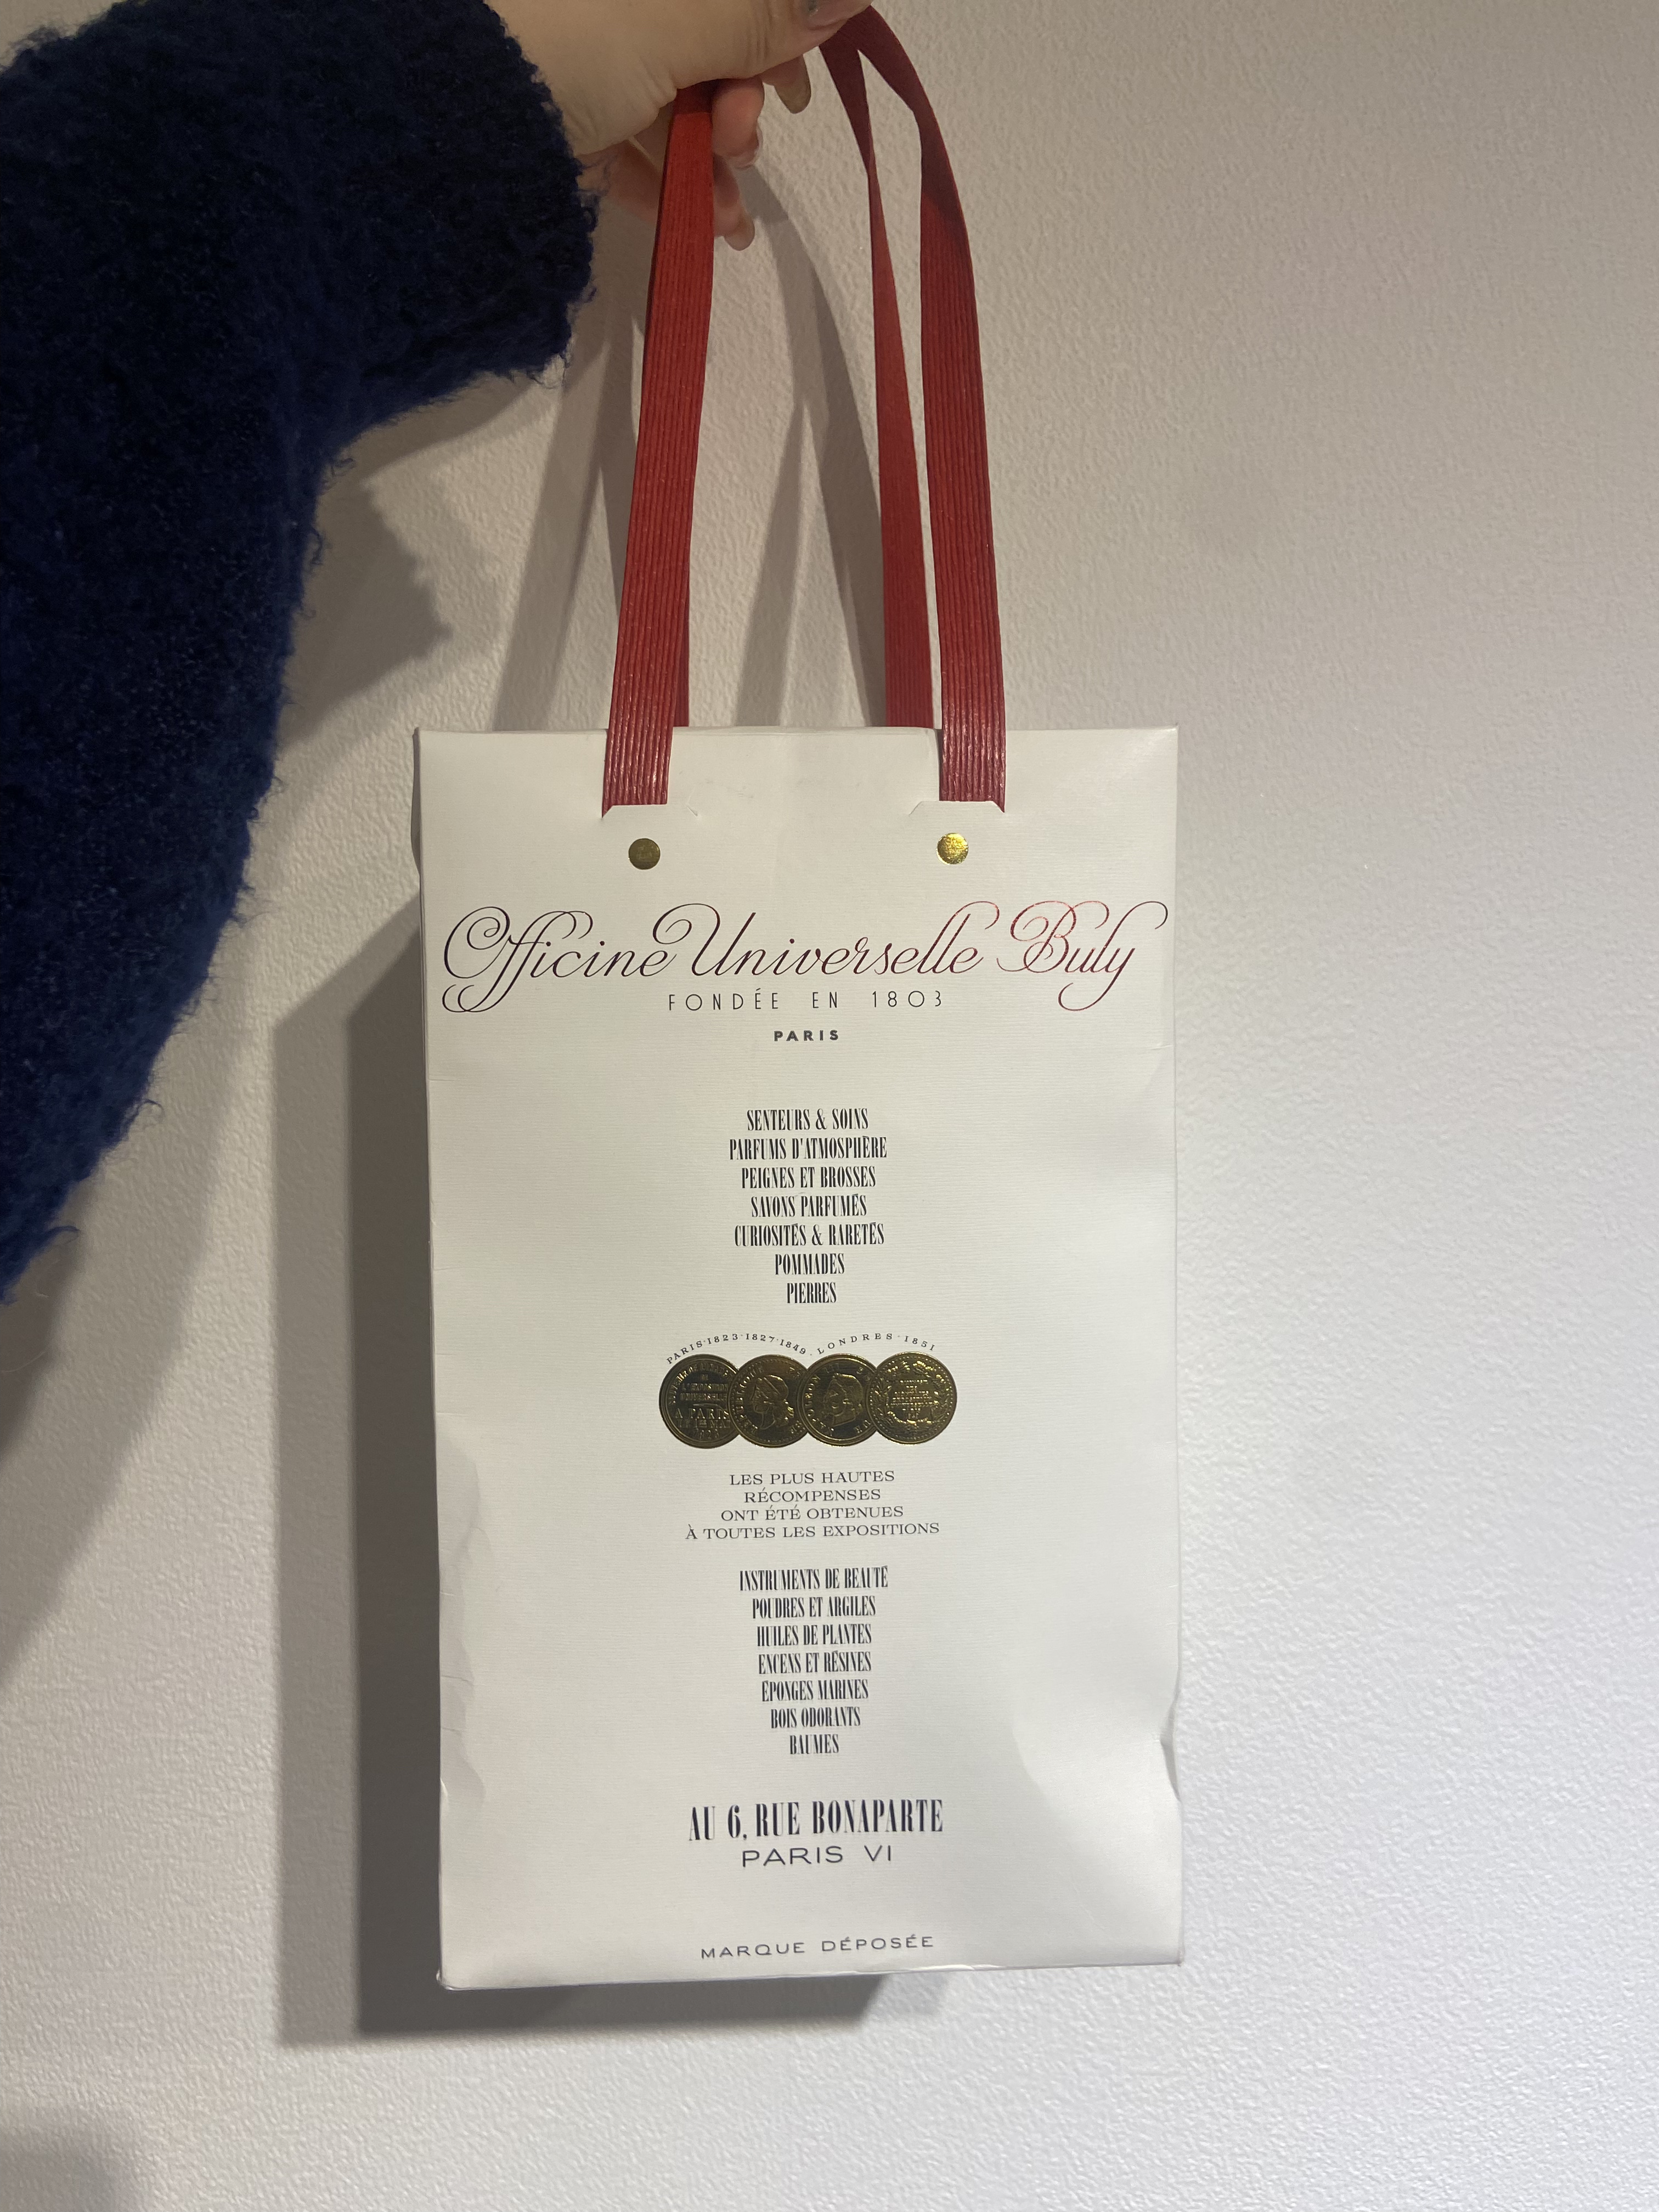 Officine Universelle Buly
FONDÉE EN 1803
PARIS
SENTEURS & SOINS
PARFUMS D'ATMOSPHÈRE
PEIGNES ET BROSSES
SAVONS PARFUMÉS
CURIOSITÉS & RARETÉS
POMMADES
PIERRES
PARIS·1823·1827·1849·LONDRES·1851
A PARIS
LES PLUS HAUTES
RÉCOMPENSES
ONT ÉTÉ OBTENUES
À TOUTES LES EXPOSITIONS
INSTRUMENTS DE BEAUTÉ
POUDRES ET ARGILES
HUILES DE PLANTES
ENCENS ET RÉSINES
ÉPONGES MARINES
BOIS ODORANTS
BAUMES
AU 6, RUE BONAPARTE
PARIS VI
MARQUE DÉPOSÉE